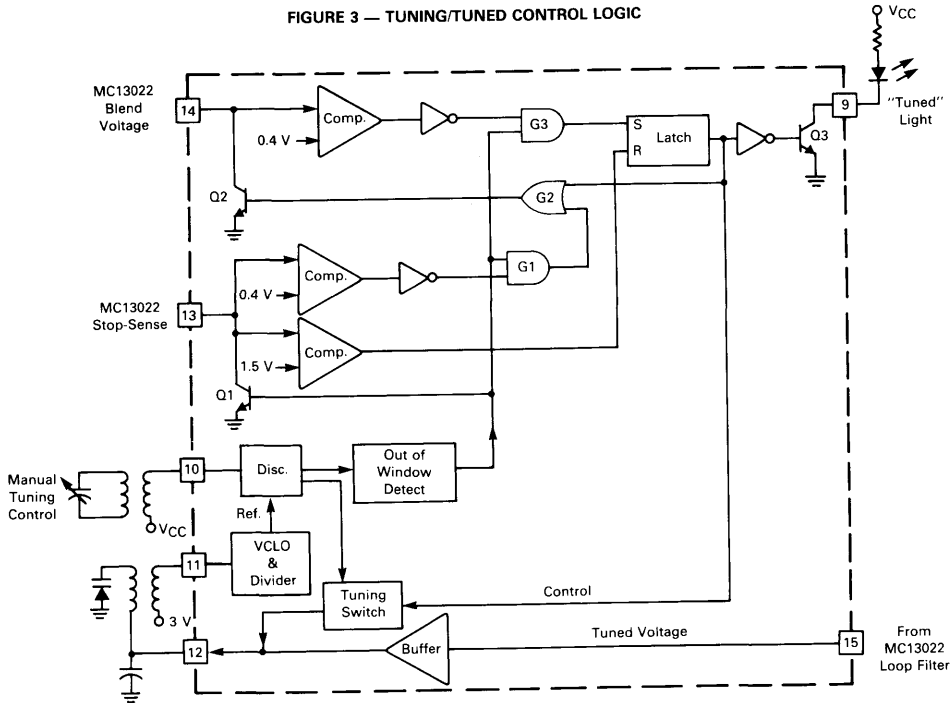 FIGURE 3 — TUNING/TUNED CONTROL LOGIC
VCC
MC13022
Blend
Voltage
14
Comp.
0.4 V
G3
S
R
Latch
Q3
9
"Tuned"
Light
Q2
G2
MC13022
Stop-Sense
13
Comp.
0.4 V
G1
Comp.
1.5 V
Q1
Manual
Tuning
Control
VCC
10
Disc.
Out of
Window
Detect
Ref.
11
VCLO
&
Divider
3 V
Tuning
Switch
Control
12
Buffer
Tuned Voltage
15
From
MC13022
Loop Filter